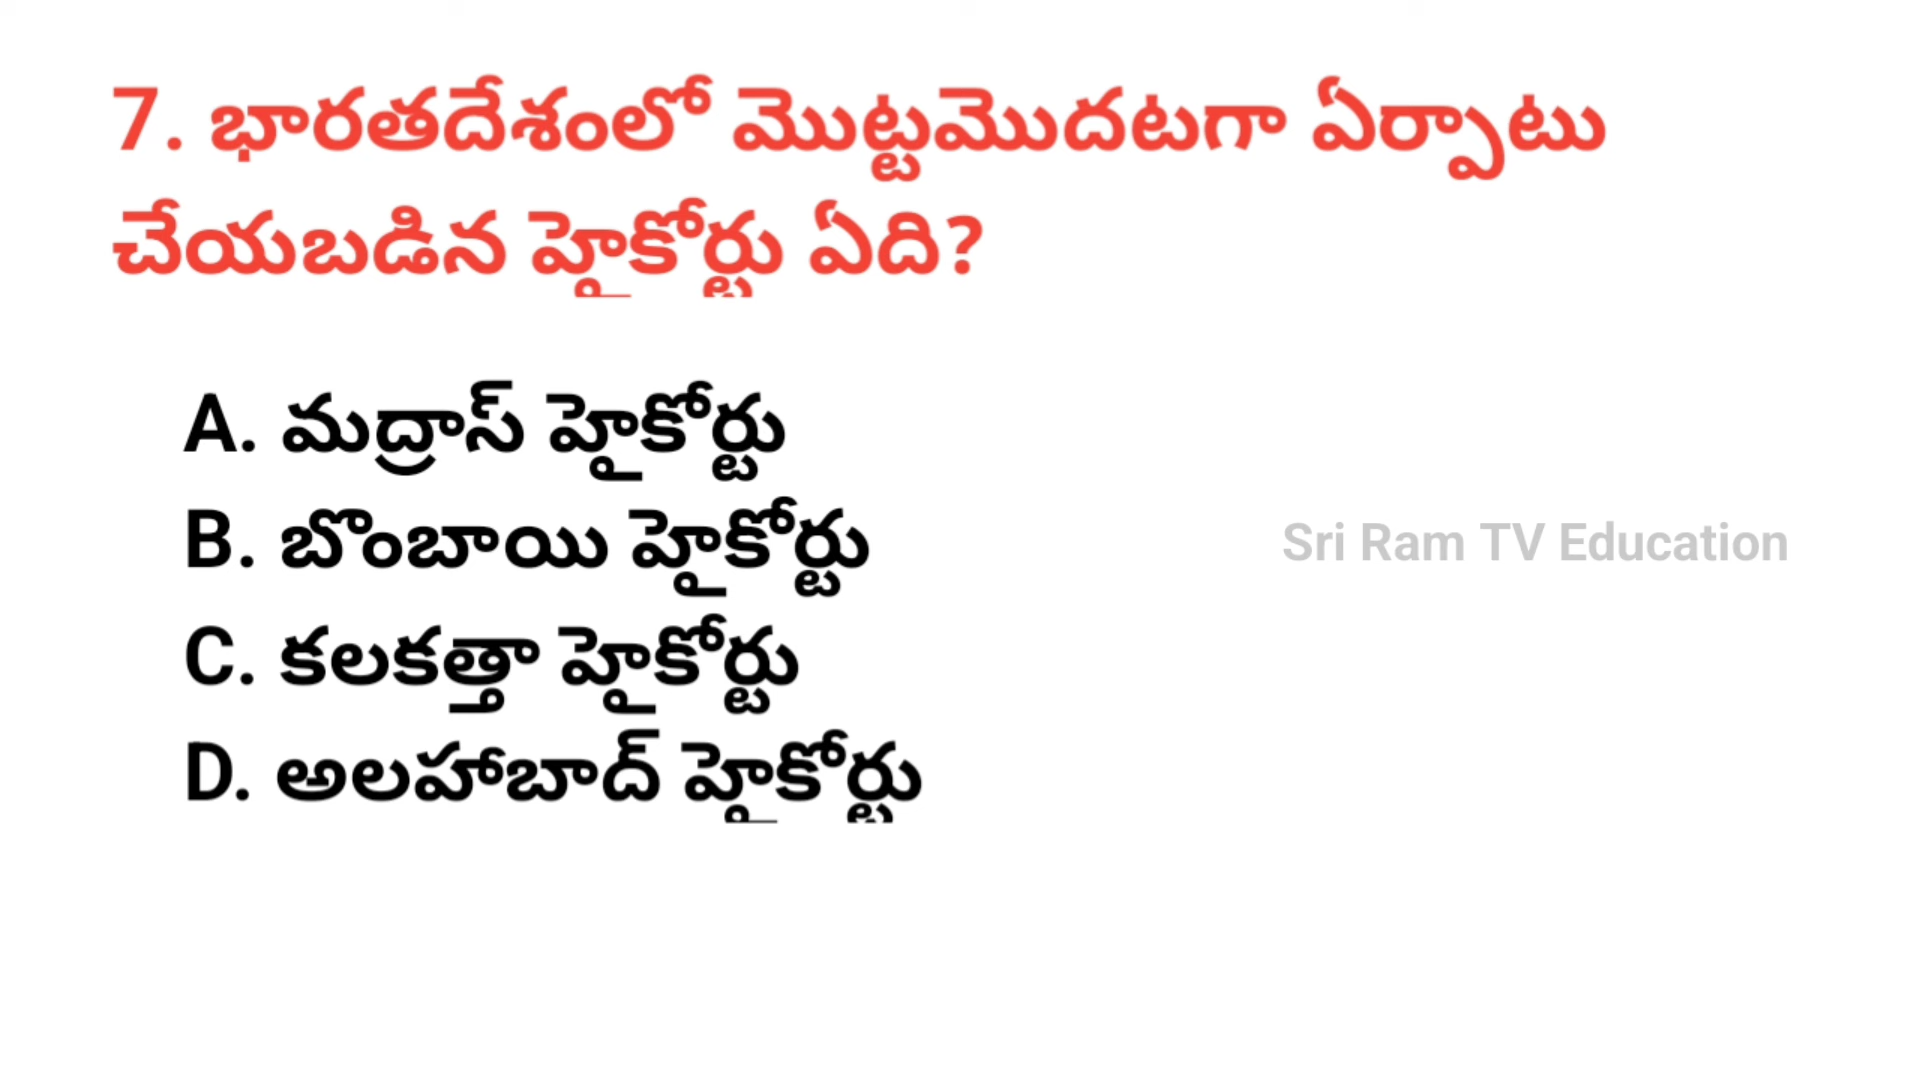 7. భారతదేశంలో మొట్టమొదటగా ఏర్పాటు
చేయబడిన హైకోర్టు ఏది?
A. మద్రాస్ హైకోర్టు
B. బొంబాయి హైకోర్టు
Sri Ram TV Education
C. కలకత్తా హైకోర్టు
D. అలహాబాద్ హైకోర్టు